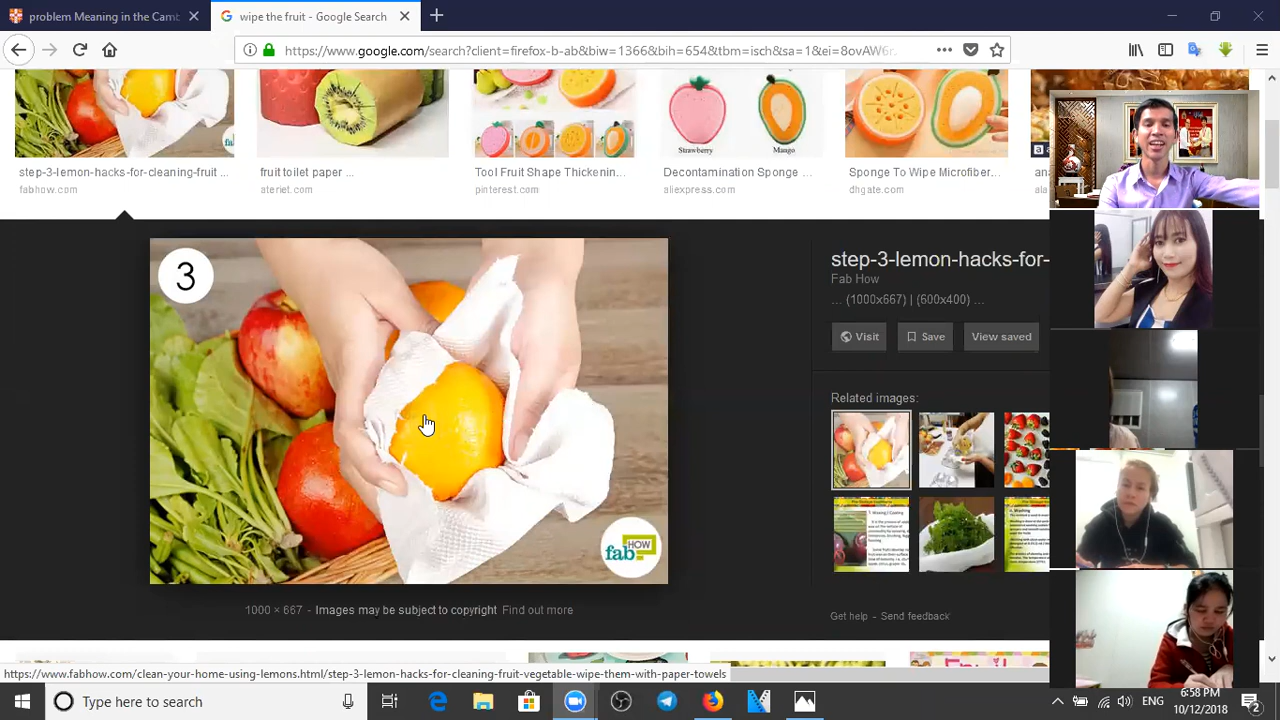 problem Meaning in the Camb
wipe the fruit - Google Search
https://www.google.com/search?client=firefox-b-ab&biw=1366&bih=654&tbm=isch&sa=1&ei=8ovAW6r
Strawberry
Mango
step-3-lemon-hacks-for-cleaning-fruit ...
fruit toilet paper ...
Tool Fruit Shape Thickenin...
Decontamination Sponge ...
Sponge To Wipe Microfiber...
fabhow.com
ateriet.com
pinterest.com
aliexpress.com
dhgate.com
3
fab HOW
step-3-lemon-hacks-for-
Fab How
... (1000x667) | (600x400) ...
Visit
Save
View saved
Related images:
1000 × 667 - Images may be subject to copyright Find out more
Get help - Send feedback
https://www.fabhow.com/clean-your-home-using-lemons.html/step-3-lemon-hacks-for-cleaning-fruit-vegetable-wipe-them-with-paper-towels
Type here to search
ENG
6:58 PM
10/12/2018
2